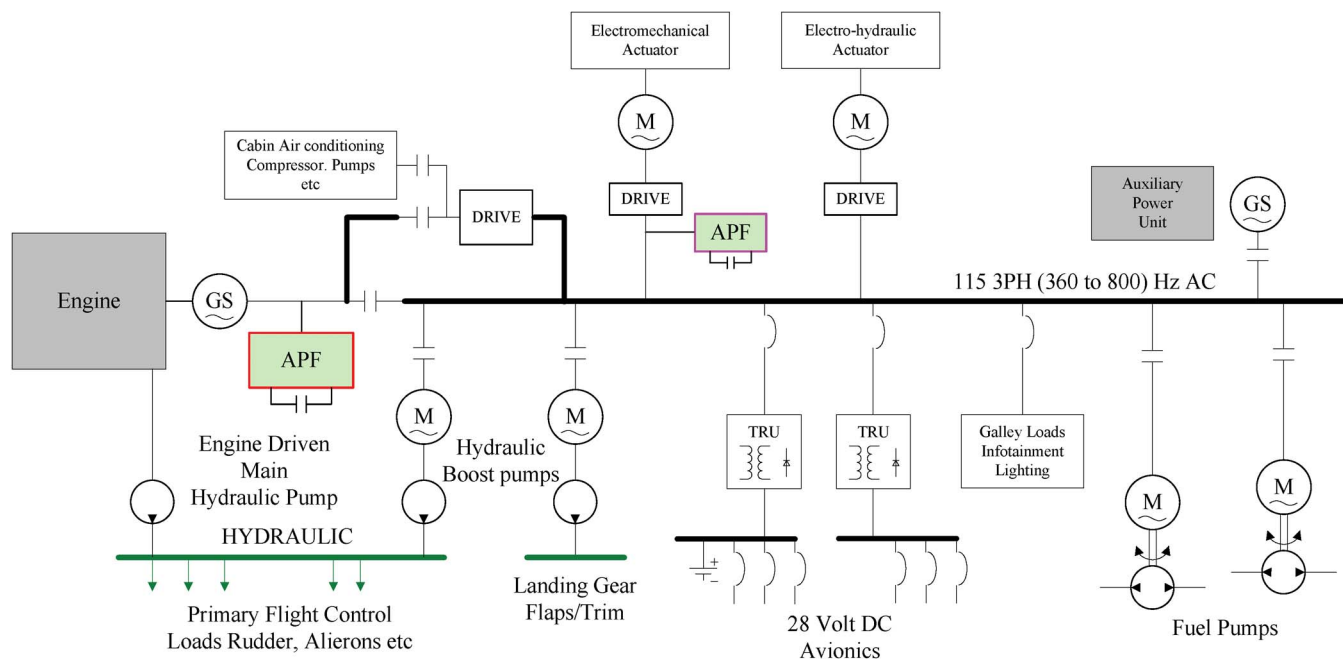 Electromechanical
Actuator
Electro-hydraulic
Actuator
M
M
Cabin Air conditioning
Compressor. Pumps
etc
DRIVE
DRIVE
DRIVE
APF
Auxiliary
Power
Unit
GS
Engine
GS
115 3PH (360 to 800) Hz AC
APF
M
M
Hydraulic
Boost pumps
TRU
TRU
Galley Loads
Infotainment
Lighting
M
M
Engine Driven
Main
Hydraulic Pump
HYDRAULIC
+
−
Primary Flight Control
Loads Rudder, Alierons etc
Landing Gear
Flaps/Trim
28 Volt DC
Avionics
Fuel Pumps